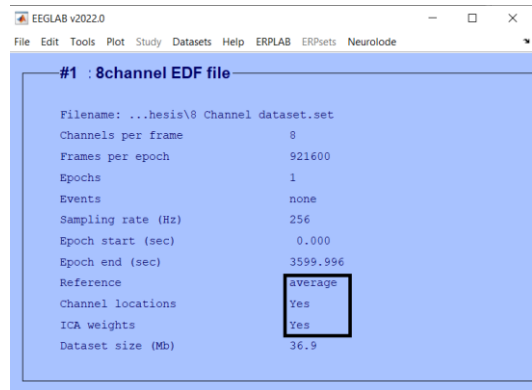 EEGLAB v2022.0
File Edit Tools Plot Study Datasets Help ERPLAB ERPsets Neurolode
#1 : 8channel EDF file
Filename: ...hesis\8 Channel dataset.set
Channels per frame 8
Frames per epoch 921600
Epochs 1
Events none
Sampling rate (Hz) 256
Epoch start (sec) 0.000
Epoch end (sec) 3599.996
Reference average
Channel locations Yes
ICA weights Yes
Dataset size (Mb) 36.9